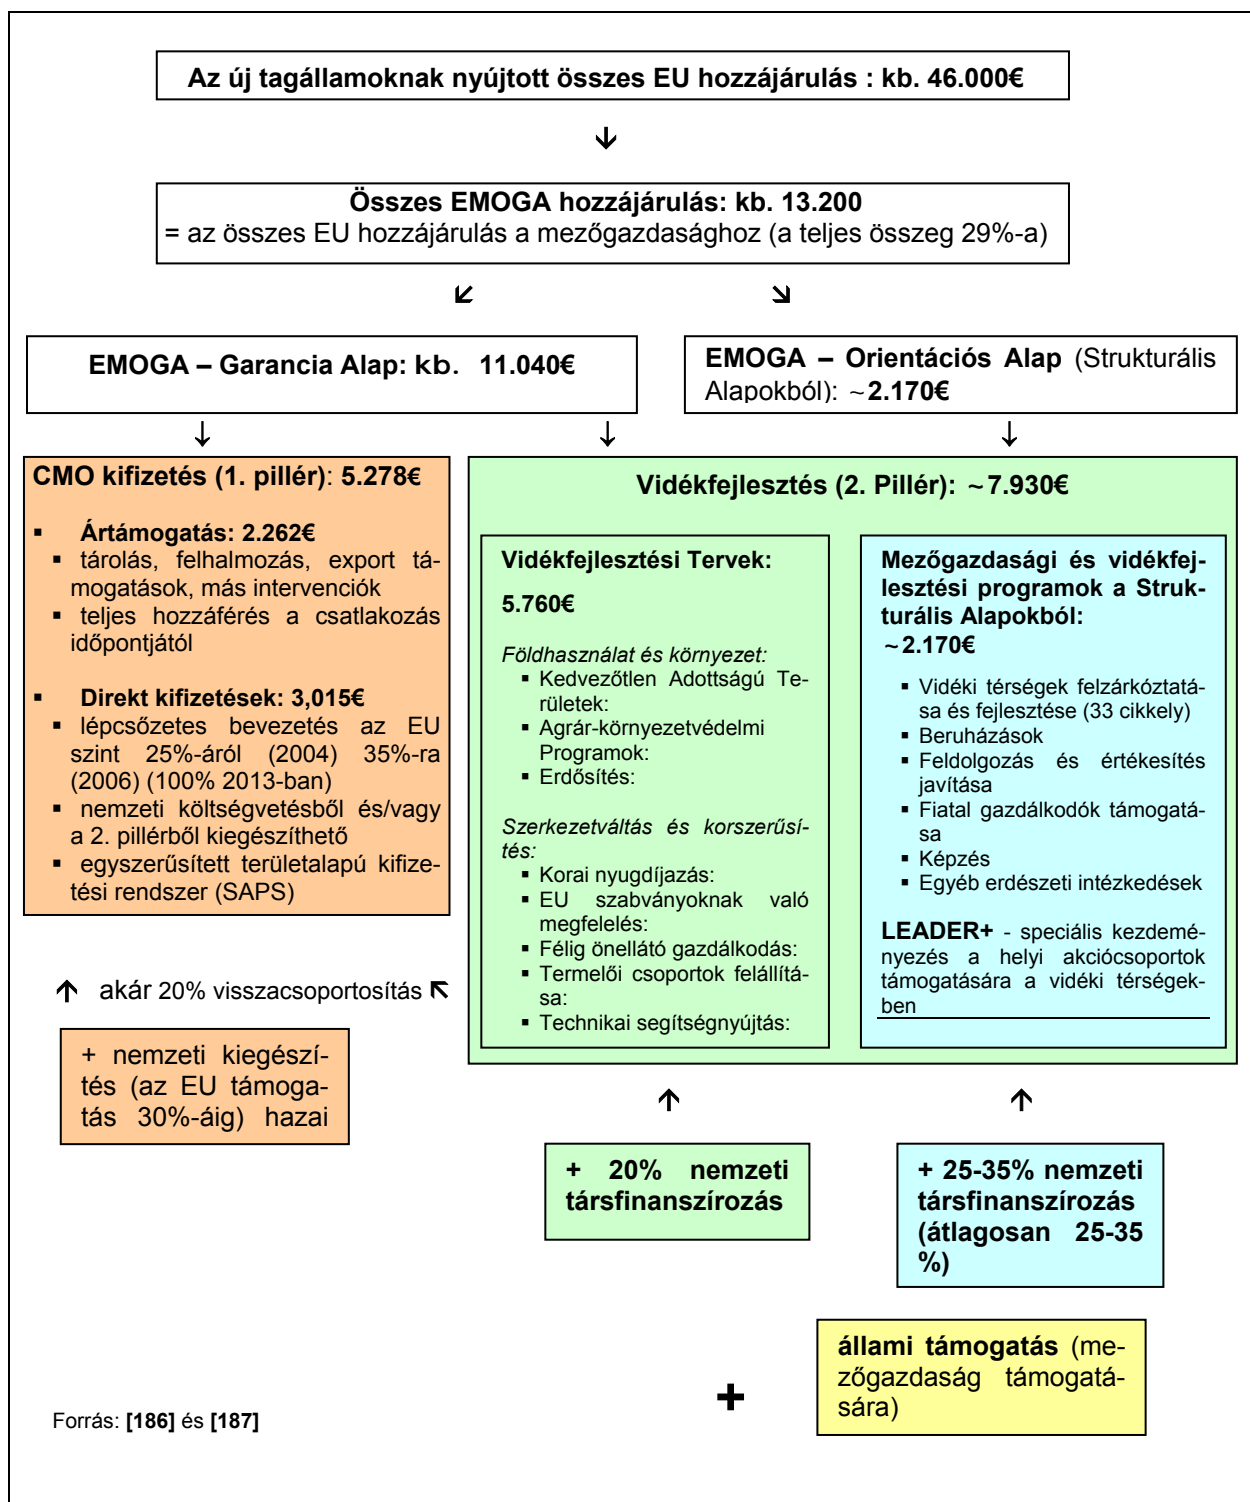 Az új tagállamoknak nyújtott összes EU hozzájárulás : kb. 46.000€
Összes EMOGA hozzájárulás: kb. 13.200
= az összes EU hozzájárulás a mezőgazdasághoz (a teljes összeg 29%-a)
EMOGA – Garancia Alap: kb. 11.040€
EMOGA – Orientációs Alap (Strukturális
Alapokból): ~2.170€
CMO kifizetés (1. pillér): 5.278€
▪ Ártámogatás: 2.262€
▪ tárolás, felhalmozás, export tá-
mogatások, más intervenciók
▪ teljes hozzáférés a csatlakozás
időpontjától
▪ Direkt kifizetések: 3,015€
▪ lépcsőzetes bevezetés az EU
szint 25%-áról (2004) 35%-ra
(2006) (100% 2013-ban)
▪ nemzeti költségvetésből és/vagy
a 2. pillérből kiegészíthető
▪ egyszerűsített területalapú kifize-
tési rendszer (SAPS)
Vidékfejlesztés (2. Pillér): ~7.930€
Vidékfejlesztési Tervek:
5.760€
Földhasználat és környezet:
▪ Kedvezőtlen Adottságú Te-
rületek:
▪ Agrár-környezetvédelmi
Programok:
▪ Erdősítés:
Szerkezetváltás és korszerűsí-
tés:
▪ Korai nyugdíjazás:
▪ EU szabványoknak való
megfelelés:
▪ Félig önellátó gazdálkodás:
▪ Termelői csoportok felállítá-
sa:
▪ Technikai segítségnyújtás:
Mezőgazdasági és vidékfej-
lesztési programok a Struk-
turális Alapokból:
~2.170€
▪ Vidéki térségek felzárkóztatá-
sa és fejlesztése (33 cikkely)
▪ Beruházások
▪ Feldolgozás és értékesítés
javítása
▪ Fiatal gazdálkodók támogatá-
sa
▪ Képzés
▪ Egyéb erdészeti intézkedések
LEADER+ - speciális kezdemé-
nyezés a helyi akciócsoportok
támogatására a vidéki térségek-
ben
akár 20% visszacsoportosítás
+ nemzeti kiegészí-
tés (az EU támoga-
tás 30%-áig) hazai
+ 20% nemzeti
társfinanszírozás
+ 25-35% nemzeti
társfinanszírozás
(átlagosan 25-35
%)
+
állami támogatás (me-
zőgazdaság támogatá-
sára)
Forrás: [186] és [187]